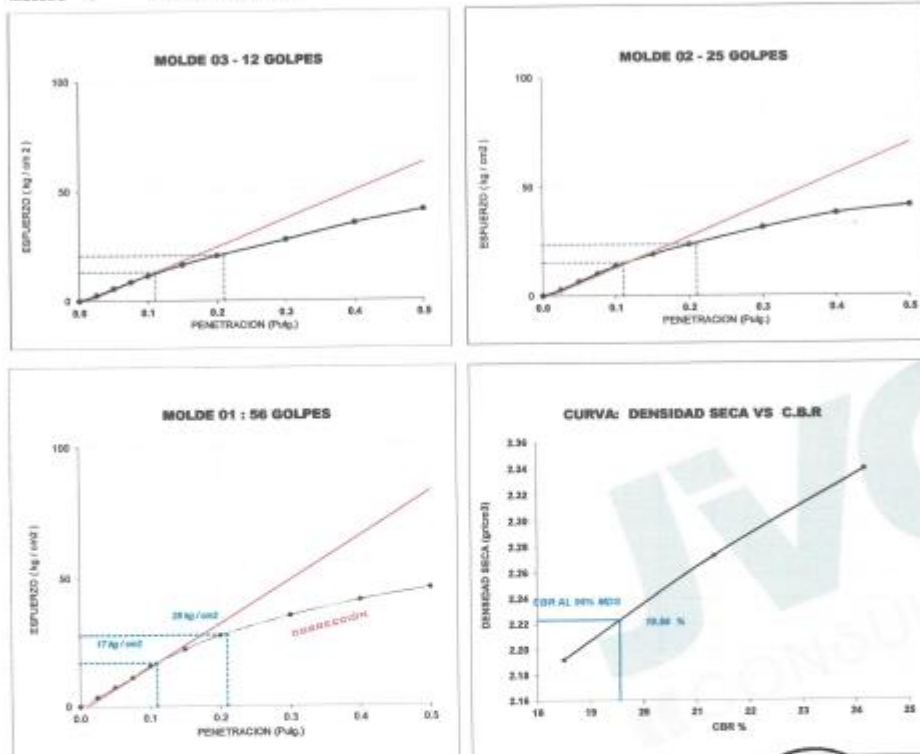 MOLDE 03 - 12 GOLPES
100
50
0
ESFUERZO ( kg / cm 2 )
0.0 0.1 0.2 0.3 0.4 0.5
PENETRACION (Pulg.)
MOLDE 02 - 25 GOLPES
100
50
0
ESFUERZO ( kg / cm2 )
0.0 0.1 0.2 0.3 0.4 0.5
PENETRACION (Pulg.)
MOLDE 01 : 56 GOLPES
100
50
0
ESFUERZO ( kg / cm2 )
28 kg / cm2
17 kg / cm2
CORRECCIÓN
0.0 0.1 0.2 0.3 0.4 0.5
PENETRACION (Pulg.)
CURVA: DENSIDAD SECA VS C.B.R
2.36
2.34
2.32
2.30
2.28
2.26
2.24
2.22
2.20
2.18
2.16
DENSIDAD SECA (gr/cm3)
CBR AL 95% MDS
%
18 19 20 21 22 23 24 25
CBR %
JVC
CONSU